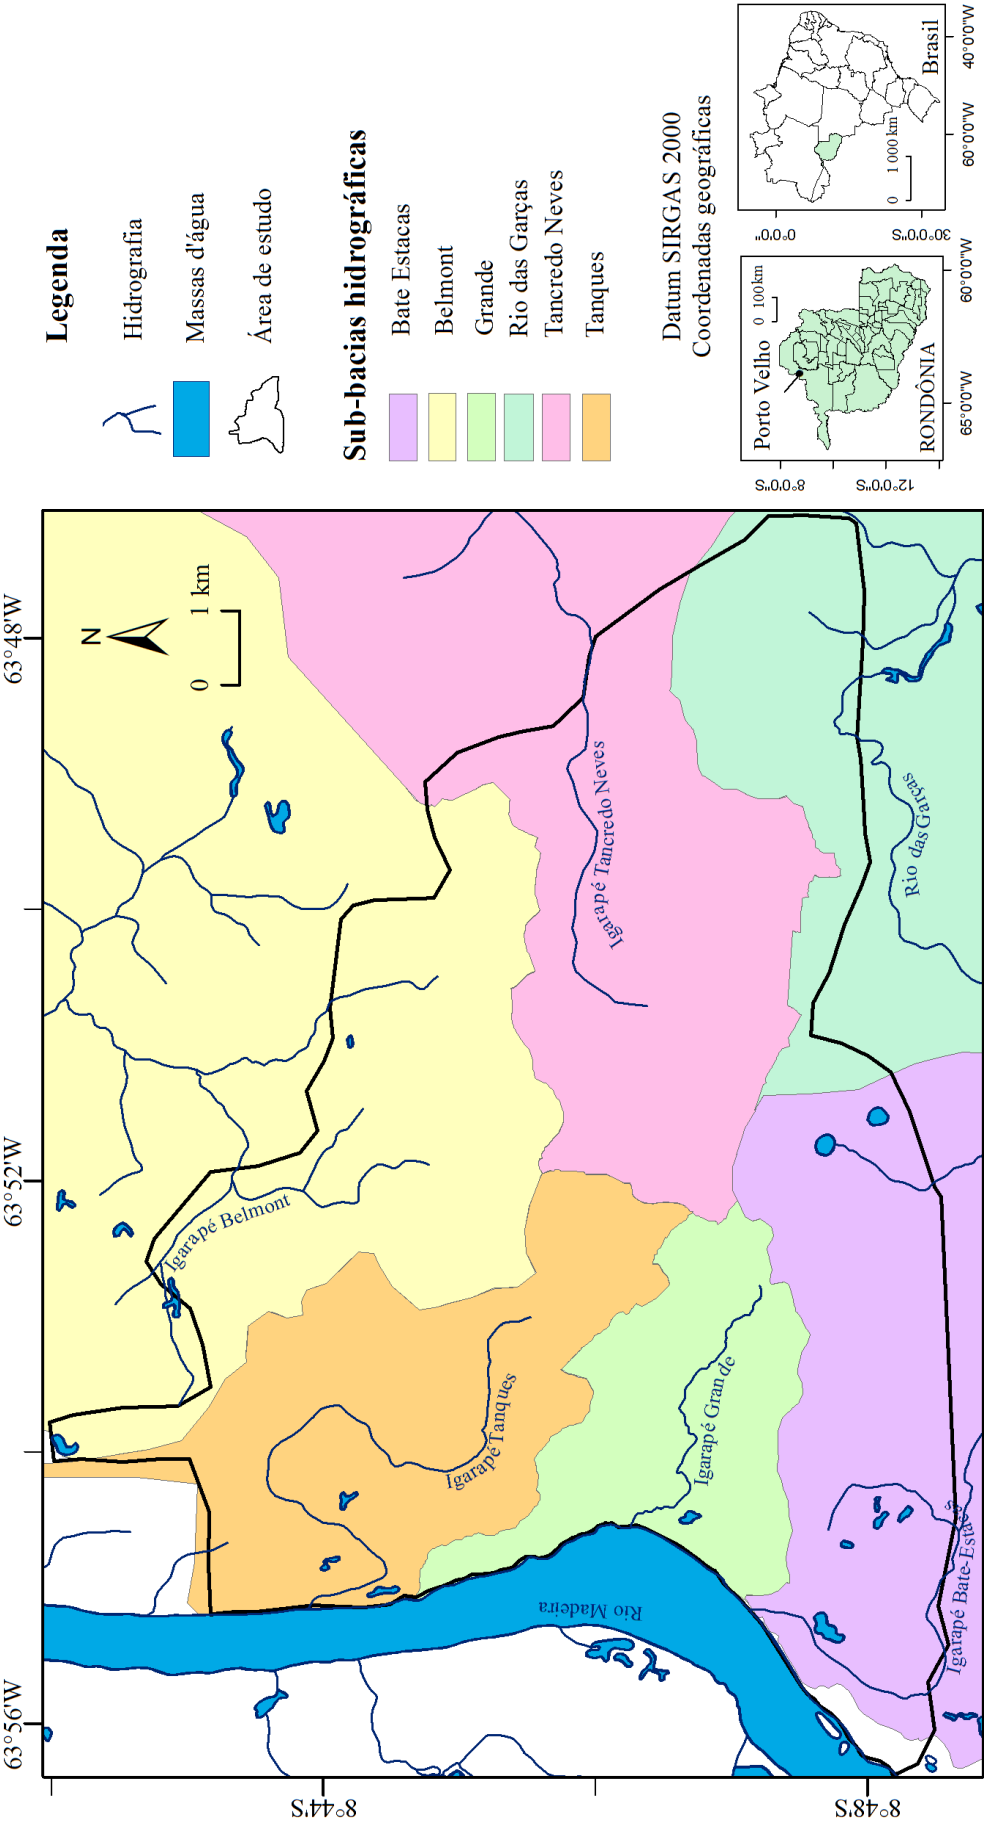 63°56'W
63°52'W
63°48'W
8°44'S
8°48'S
N
0
1 km
Igarapé Belmont
Igarapé Tanques
Igarapé Grande
Igarapé Tancredo Neves
Rio das Garças
Igarapé Bate-Estacas
Rio Madeira
Legenda
Hidrografia
Massas d'água
Área de estudo
Sub-bacias hidrográficas
Bate Estacas
Belmont
Grande
Rio das Garças
Tancredo Neves
Tanques
Datum SIRGAS 2000
Coordenadas geográficas
Porto Velho
0 100 km
RONDÔNIA
8°0'0"S
12°0'0"S
65°0'0"W
60°0'0"W
Brasil
0 1 000 km
0°0'0"
30°0'0"S
60°0'0"W
40°0'0"W